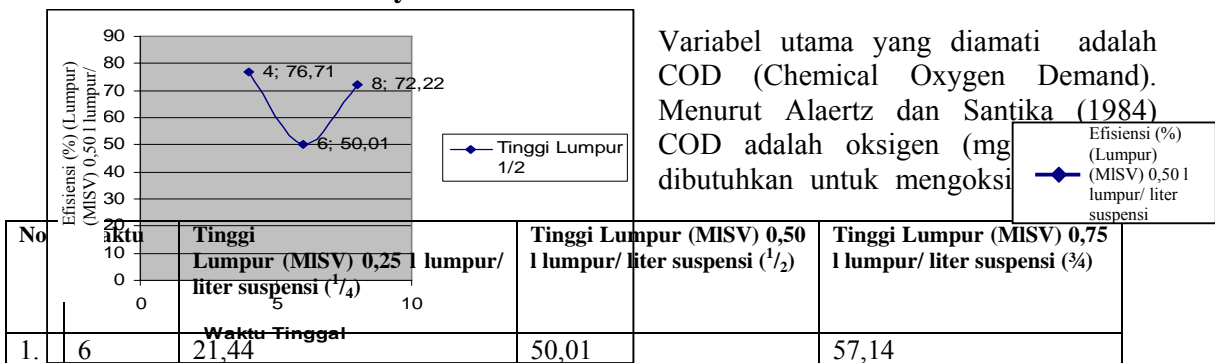 90
80
70
60
50
40
30
20
10
0
0
5
10
4; 76,71
8; 72,22
6; 50,01
Efisiensi (%) (Lumpur)
(MlSV) 0,50 l lumpur/
Waktu Tinggal
Tinggi Lumpur
1/2
Variabel utama yang diamati adalah
COD (Chemical Oxygen Demand).
Menurut Alaertz dan Santika (1984)
COD adalah oksigen (mg
dibutuhkan untuk mengoksi
Efisiensi (%)
(Lumpur)
(MlSV) 0,50 l
lumpur/ liter
suspensi
No
Tinggi
Lumpur (MlSV) 0,25 l lumpur/
liter suspensi (1/4)
Tinggi Lumpur (MlSV) 0,50
l lumpur/ liter suspensi (1/2)
Tinggi Lumpur (MlSV) 0,75
l lumpur/ liter suspensi (¾)
1. 6 21,44 50,01 57,14